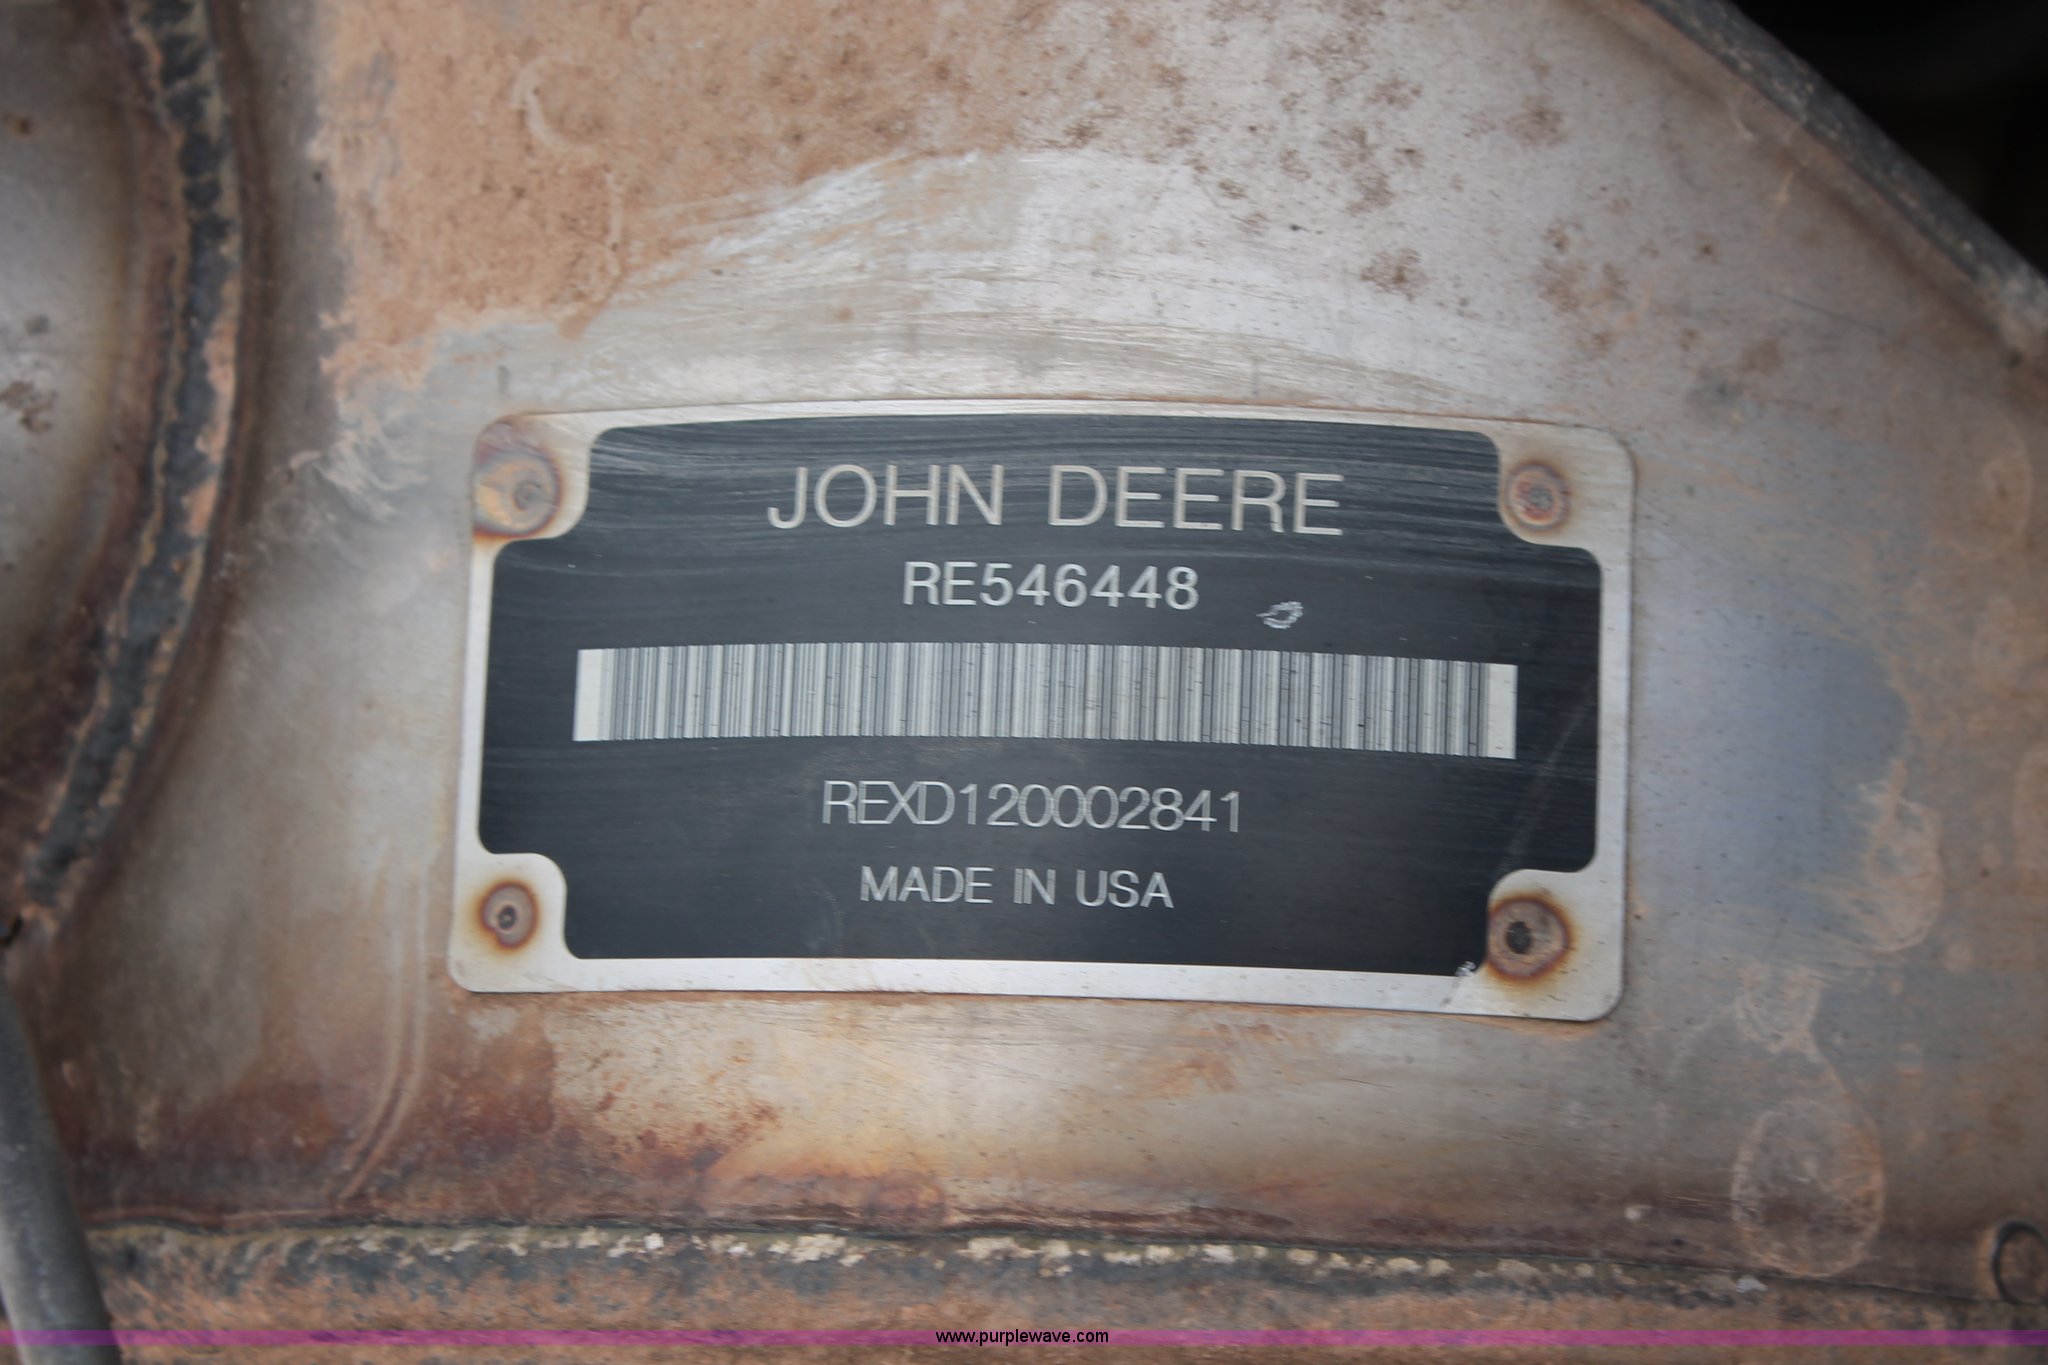 JOHN DEERE
RE546448
REXD120002841
MADE IN USA
www.purplewave.com